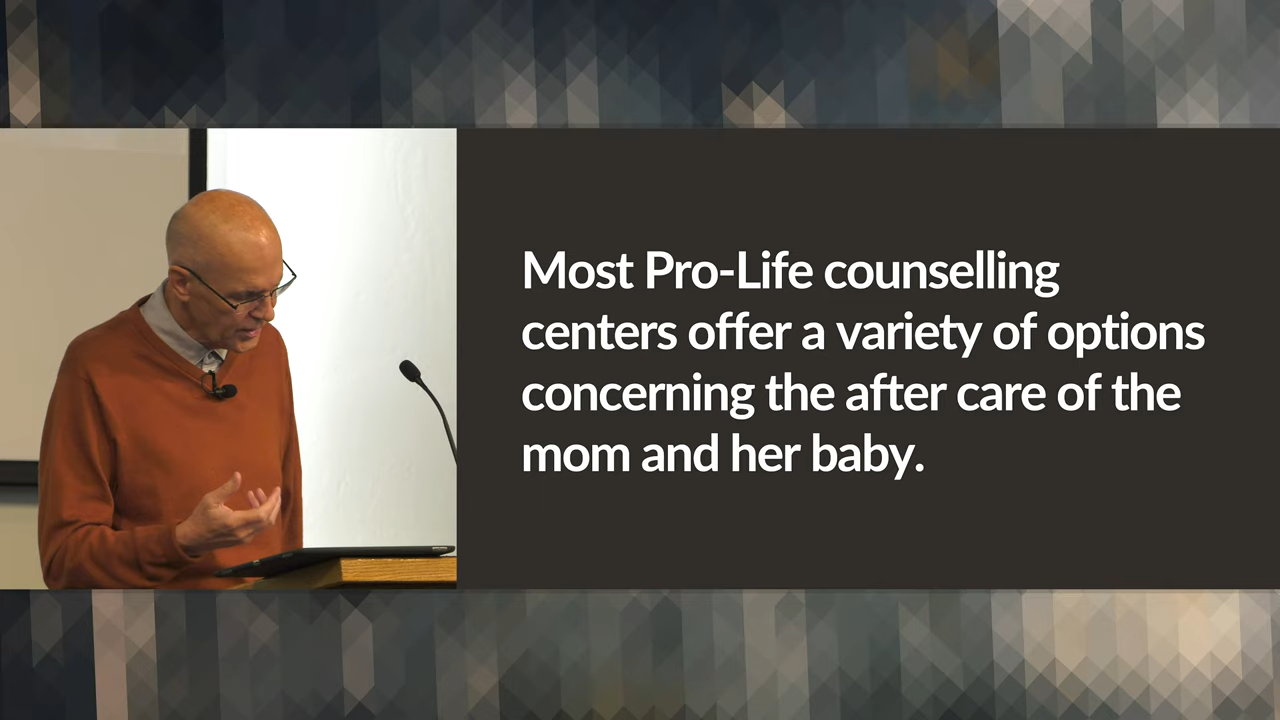 Most Pro-Life counselling
centers offer a variety of options
concerning the after care of the
mom and her baby.